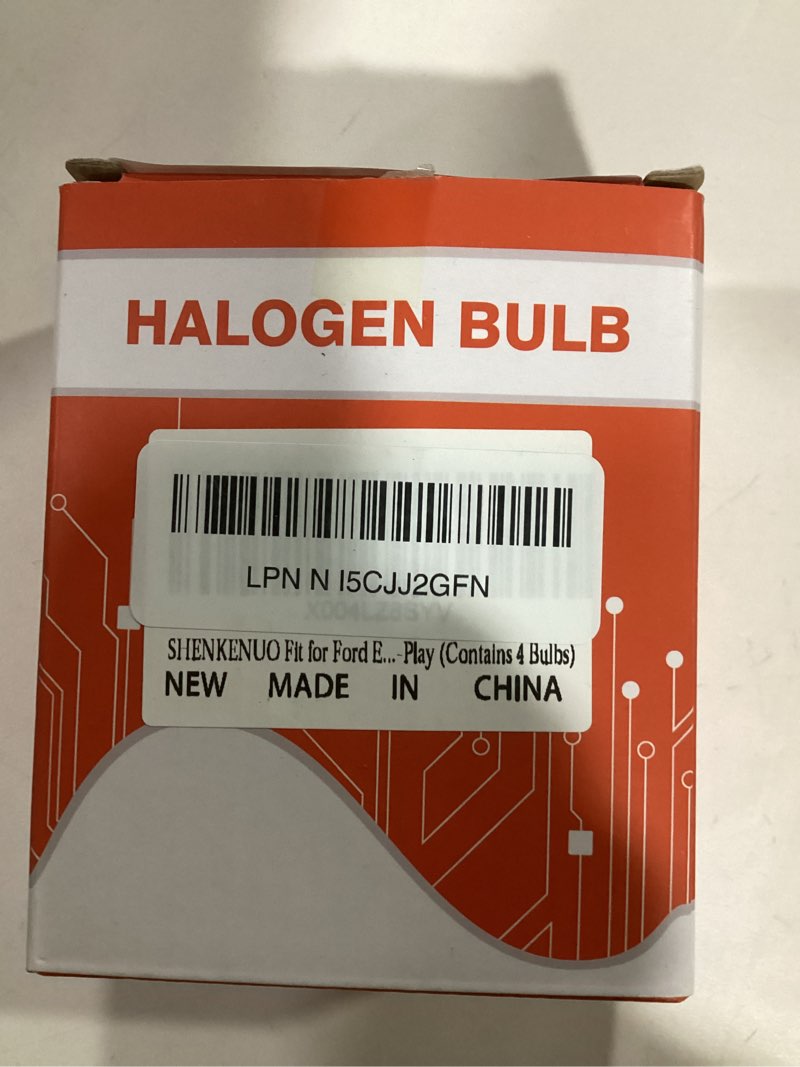 HALOGEN BULB
LPN N I5CJJ2GFN
SHENKENUO Fit for Ford E...-Play (Contains 4 Bulbs)
NEW MADE IN CHINA